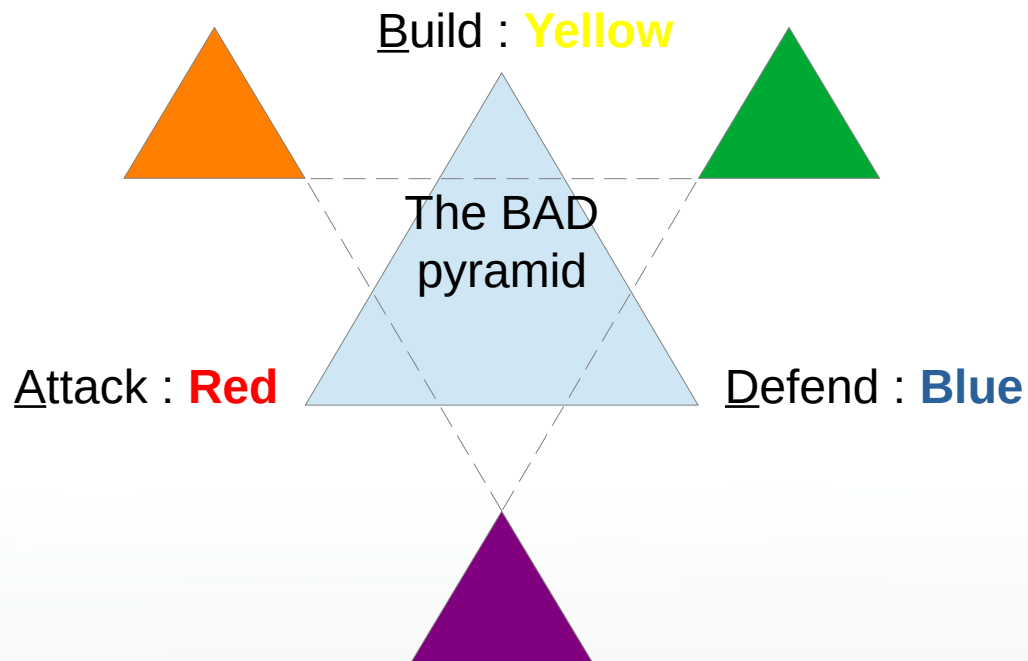 Build : Yellow
The BAD
pyramid
Attack : Red
Defend : Blue